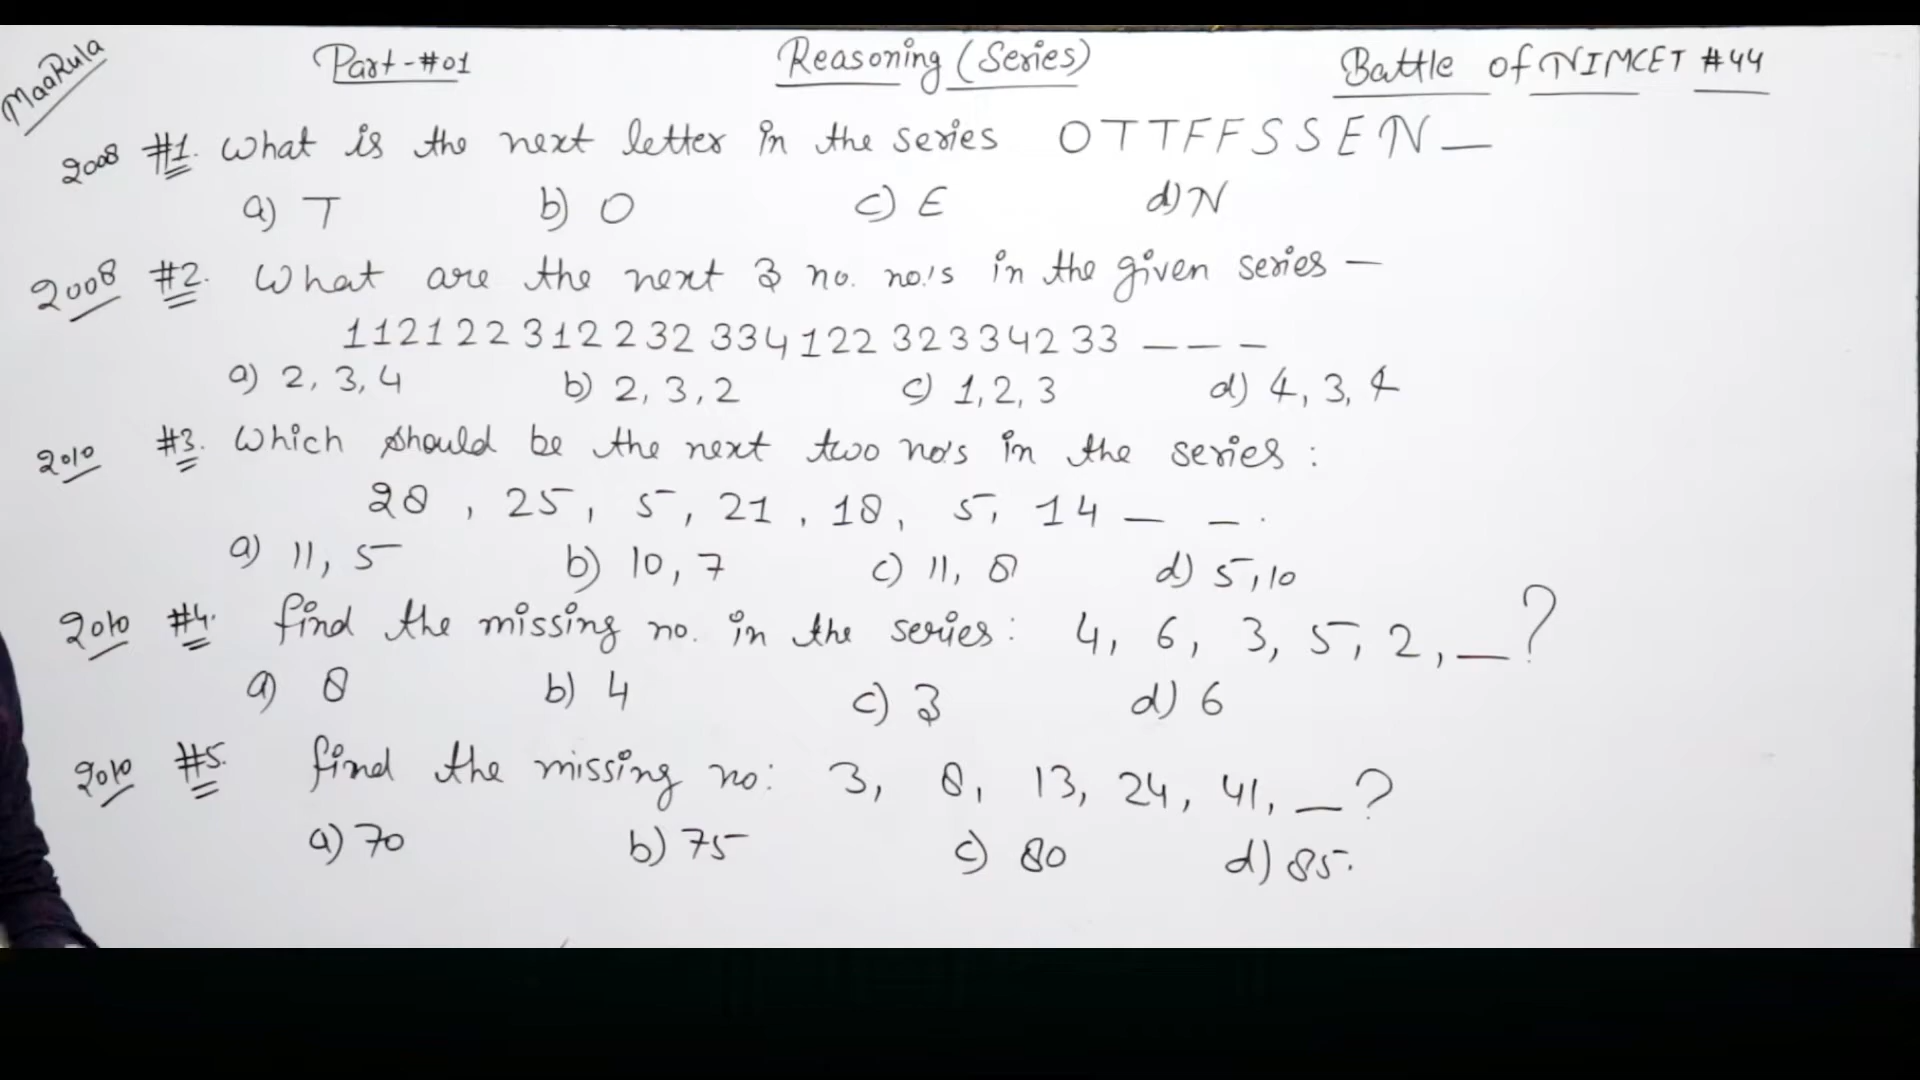 MaaRula
Part-#01 Reasoning (Series) Battle of NIMCET #44
2008 #1. What is the next letter in the series OTTFFSSEN_
a) T b) O c) E d) N
2008 #2. What are the next 3 no. no.'s in the given series —
1121223122323341223233423 3 _ _ _
a) 2, 3, 4 b) 2, 3, 2 c) 1, 2, 3 d) 4, 3, 4
2010 #3. Which should be the next two no's in the series :
28, 25, 5, 21, 18, 5, 14 _ _.
a) 11, 5 b) 10, 7 c) 11, 8 d) 5, 10
2010 #4. find the missing no. in the series: 4, 6, 3, 5, 2, _?
a) 8 b) 4 c) 3 d) 6
2010 #5. find the missing no: 3, 8, 13, 24, 41, _?
a) 70 b) 75 c) 80 d) 85.